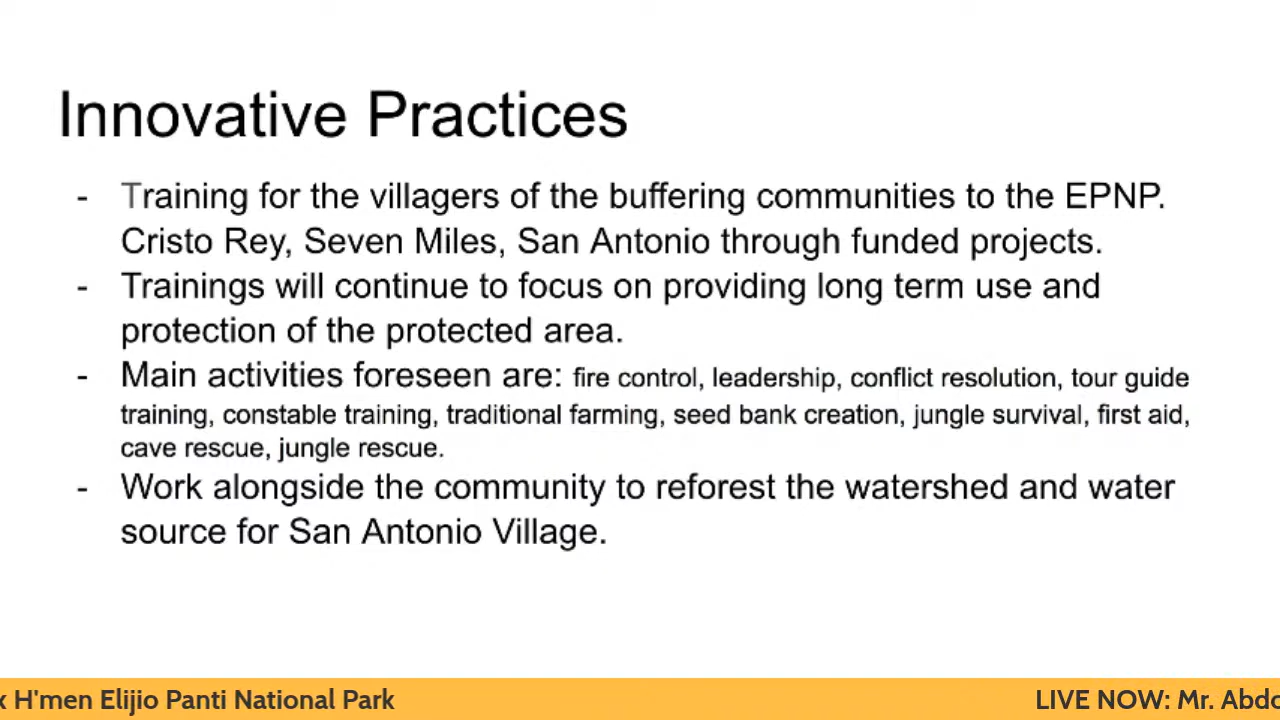 Innovative Practices
- Training for the villagers of the buffering communities to the EPNP.
Cristo Rey, Seven Miles, San Antonio through funded projects.
- Trainings will continue to focus on providing long term use and
protection of the protected area.
- Main activities foreseen are: fire control, leadership, conflict resolution, tour guide
training, constable training, traditional farming, seed bank creation, jungle survival, first aid,
cave rescue, jungle rescue.
- Work alongside the community to reforest the watershed and water
source for San Antonio Village.
H'men Elijio Panti National Park
LIVE NOW: Mr.